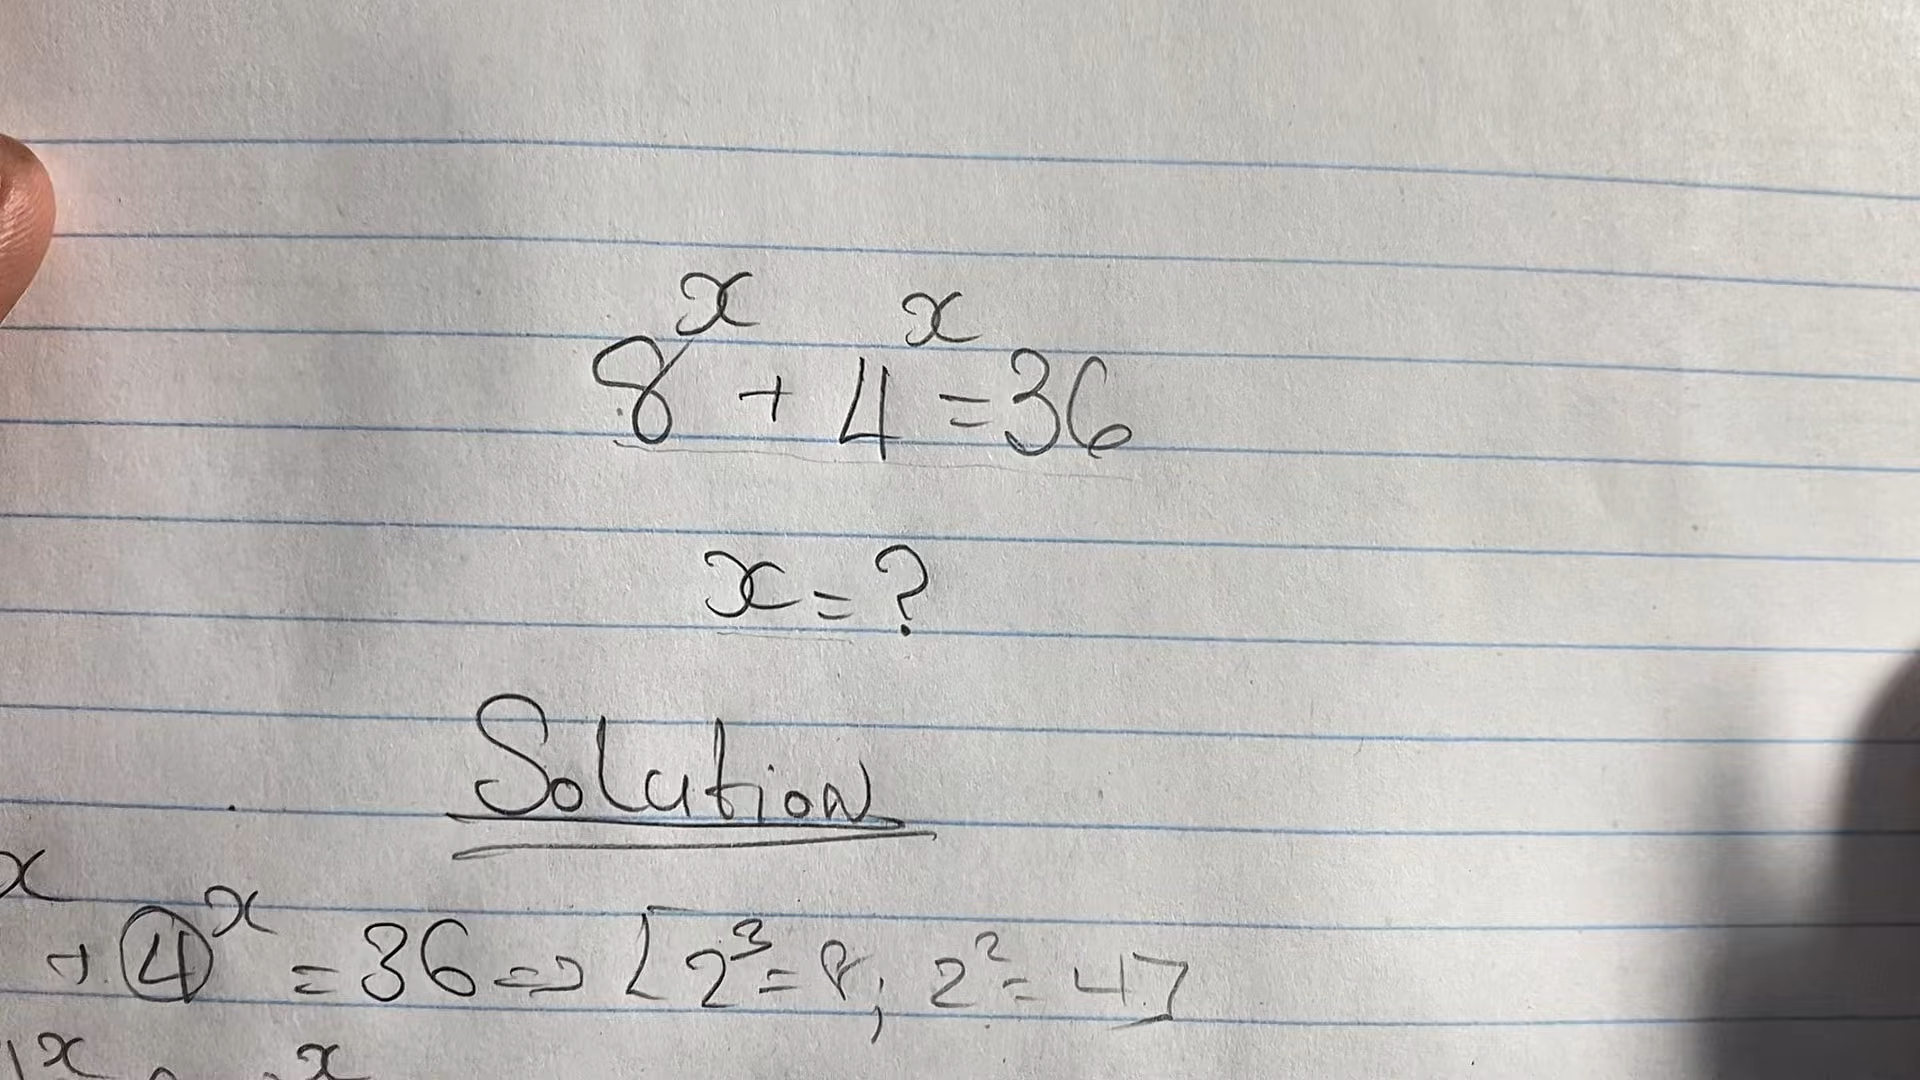 8^x + 4^x = 36
x = ?
Solution
x + 4^x = 36 => [2^3 = 8; 2^2 = 4]
x x